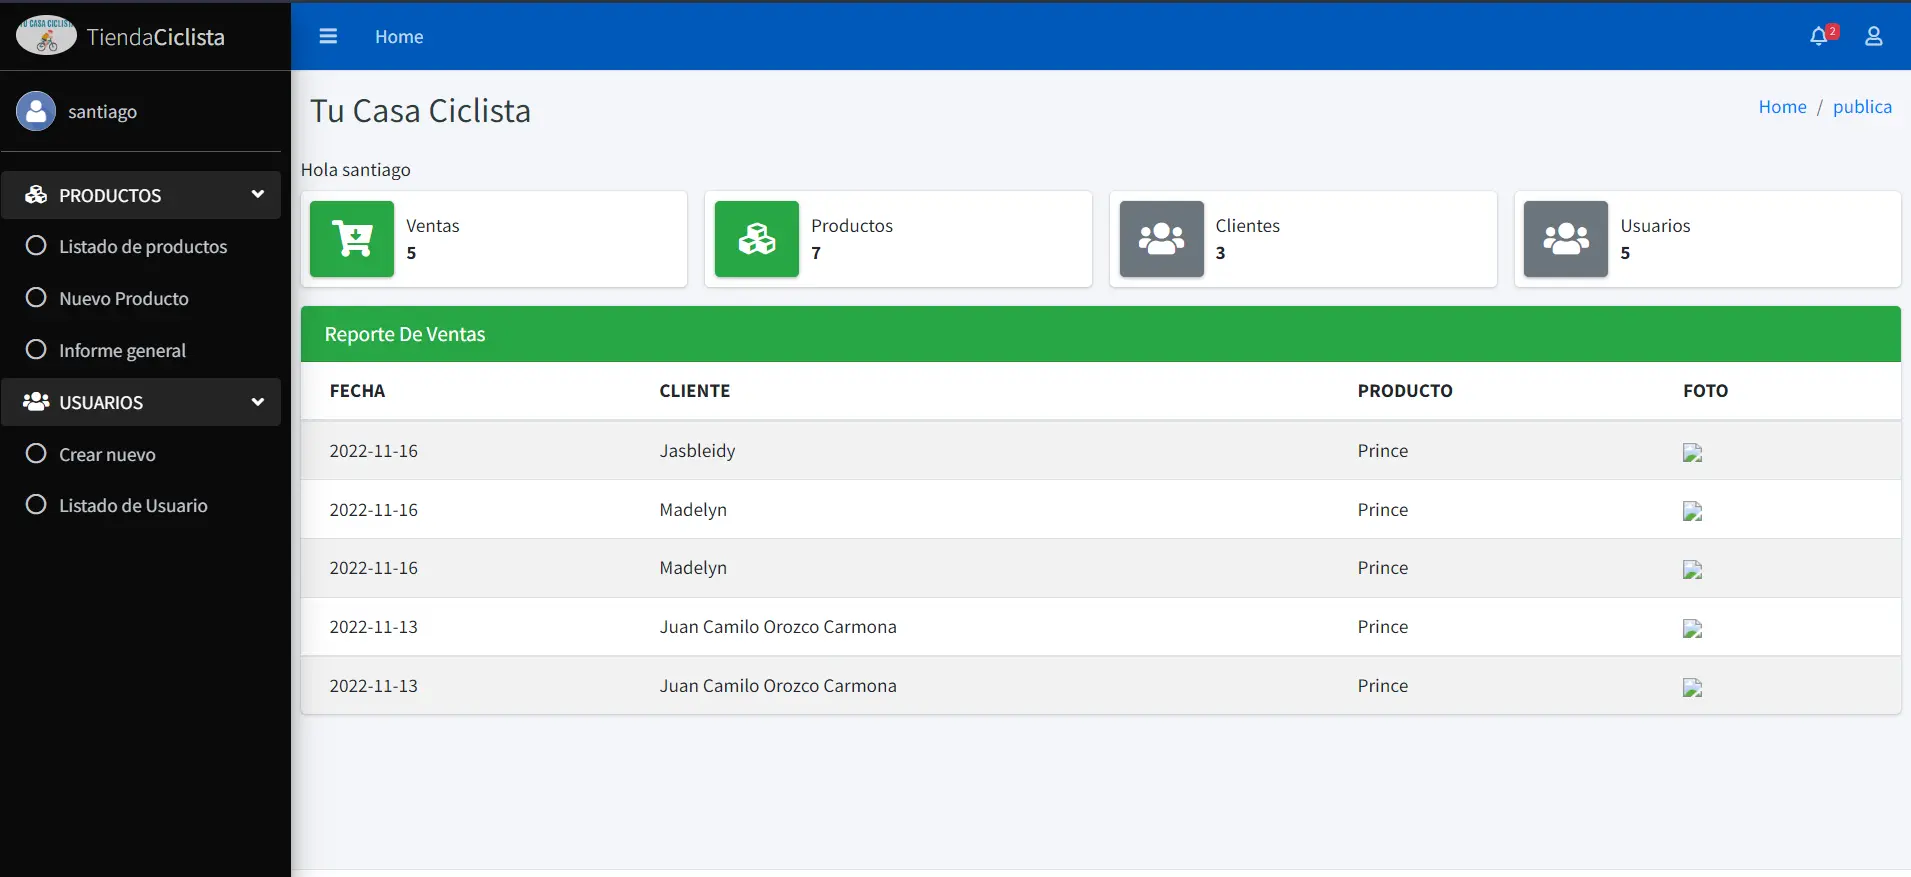 TU CASA CICLISTA
TiendaCiclista
Home
2
santiago
Tu Casa Ciclista
Home / publica
Hola santiago
PRODUCTOS
Listado de productos
Nuevo Producto
Informe general
USUARIOS
Crear nuevo
Listado de Usuario
Ventas
5
Productos
7
Clientes
3
Usuarios
5
Reporte De Ventas
FECHA CLIENTE PRODUCTO FOTO
2022-11-16 Jasbleidy Prince
2022-11-16 Madelyn Prince
2022-11-16 Madelyn Prince
2022-11-13 Juan Camilo Orozco Carmona Prince
2022-11-13 Juan Camilo Orozco Carmona Prince